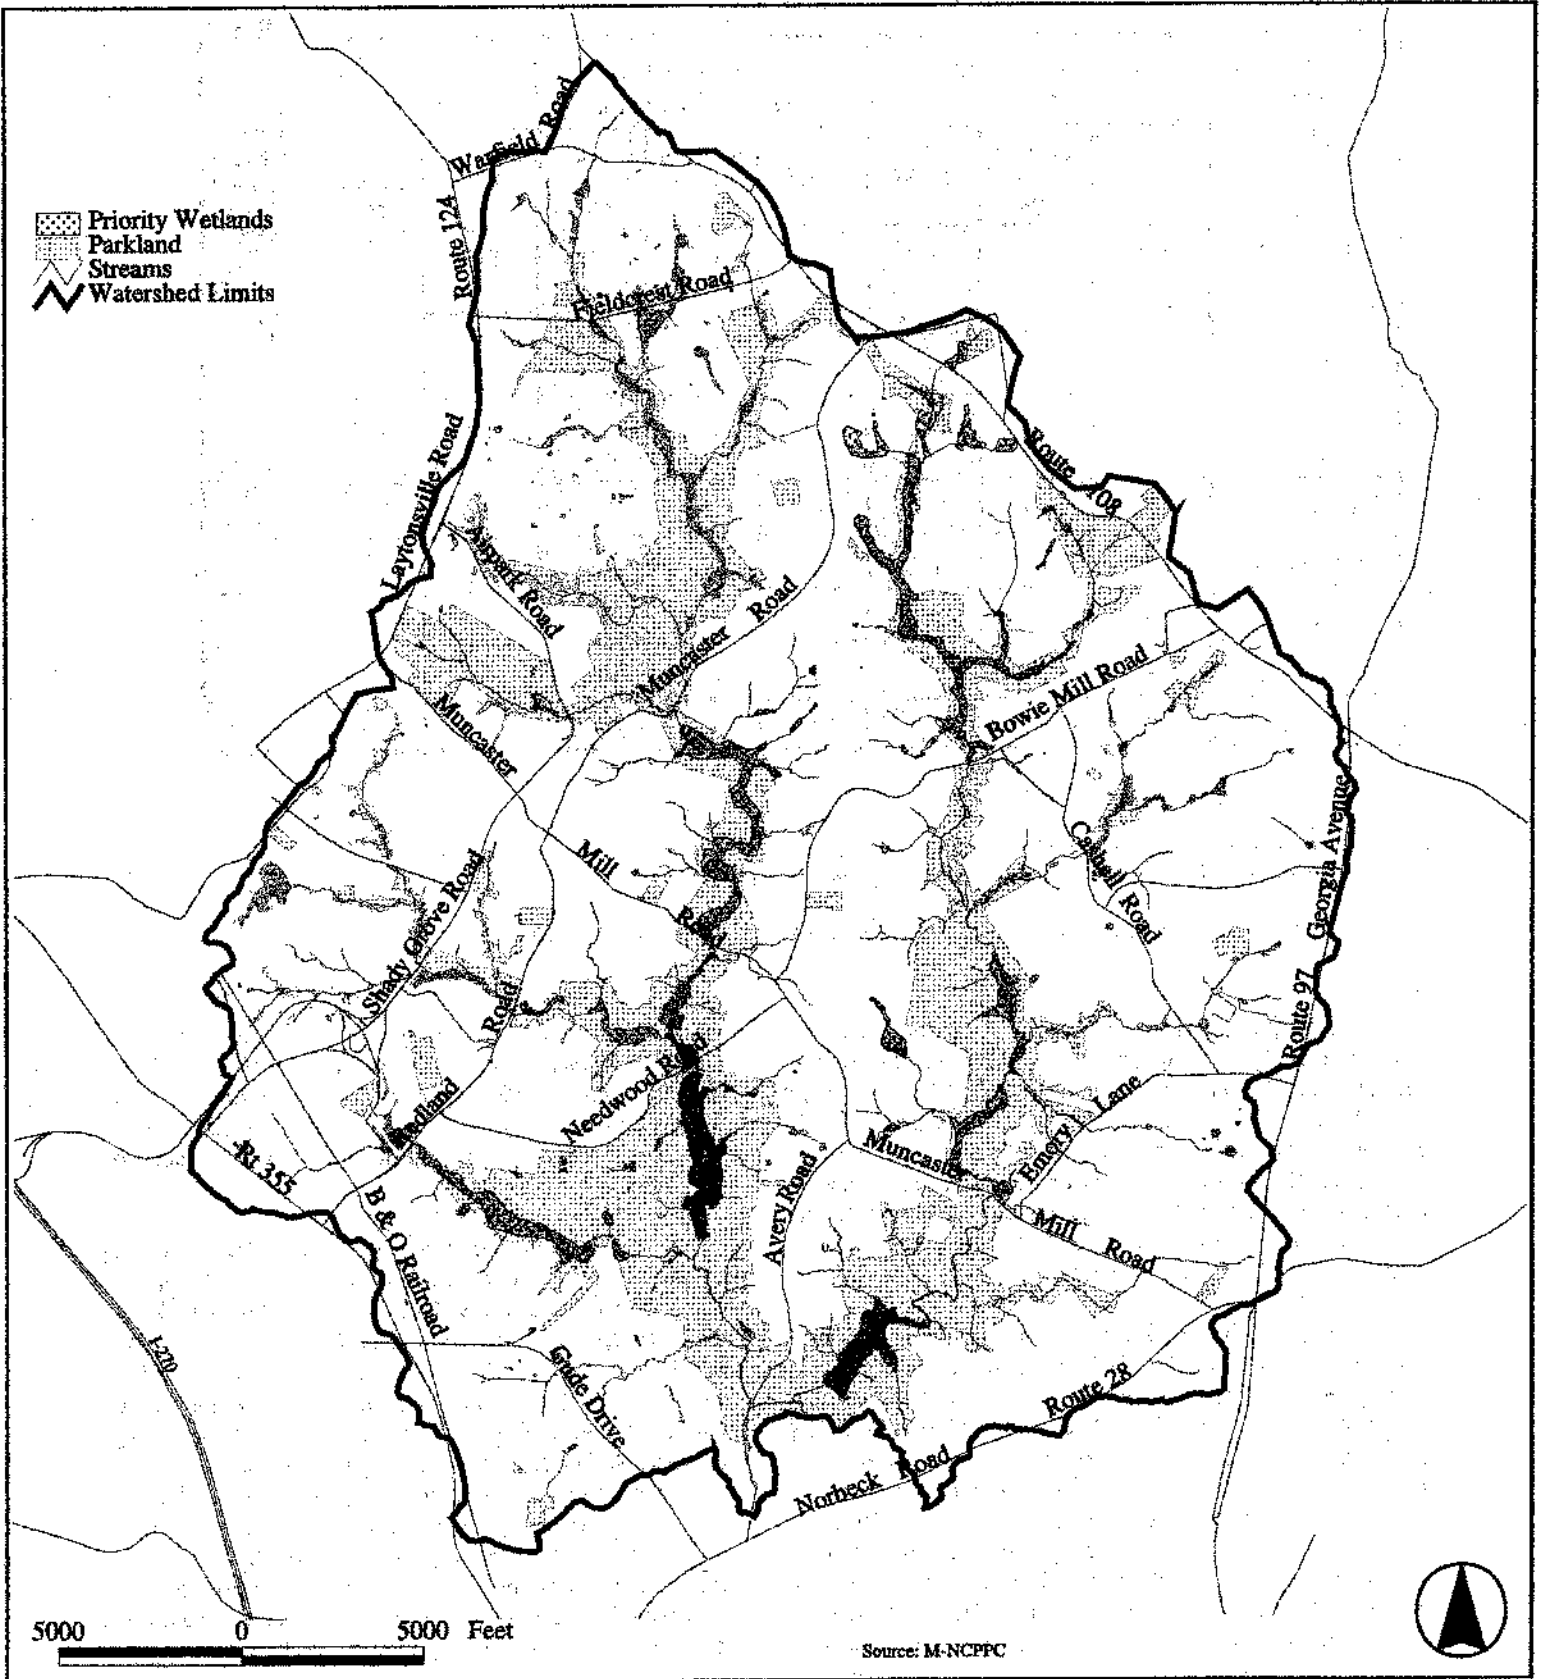 Warfield Road
Route 124
Priority Wetlands
Parkland
Streams
Watershed Limits
Fieldcrest Road
Laytonsville Road
Route 108
Airpark Road
Muncaster Road
Bowie Mill Road
Muncaster
Mill
Road
Cashell Road
Georgia Avenue
Shady Grove Road
Route 97
Redland
Road
Needwood Road
Emory Lane
Muncaster
Mill Road
Avery Road
Rt 355
B & O Railroad
I-270
Gude Drive
Route 28
Norbeck Road
5000 0 5000 Feet
Source: M-NCPPC